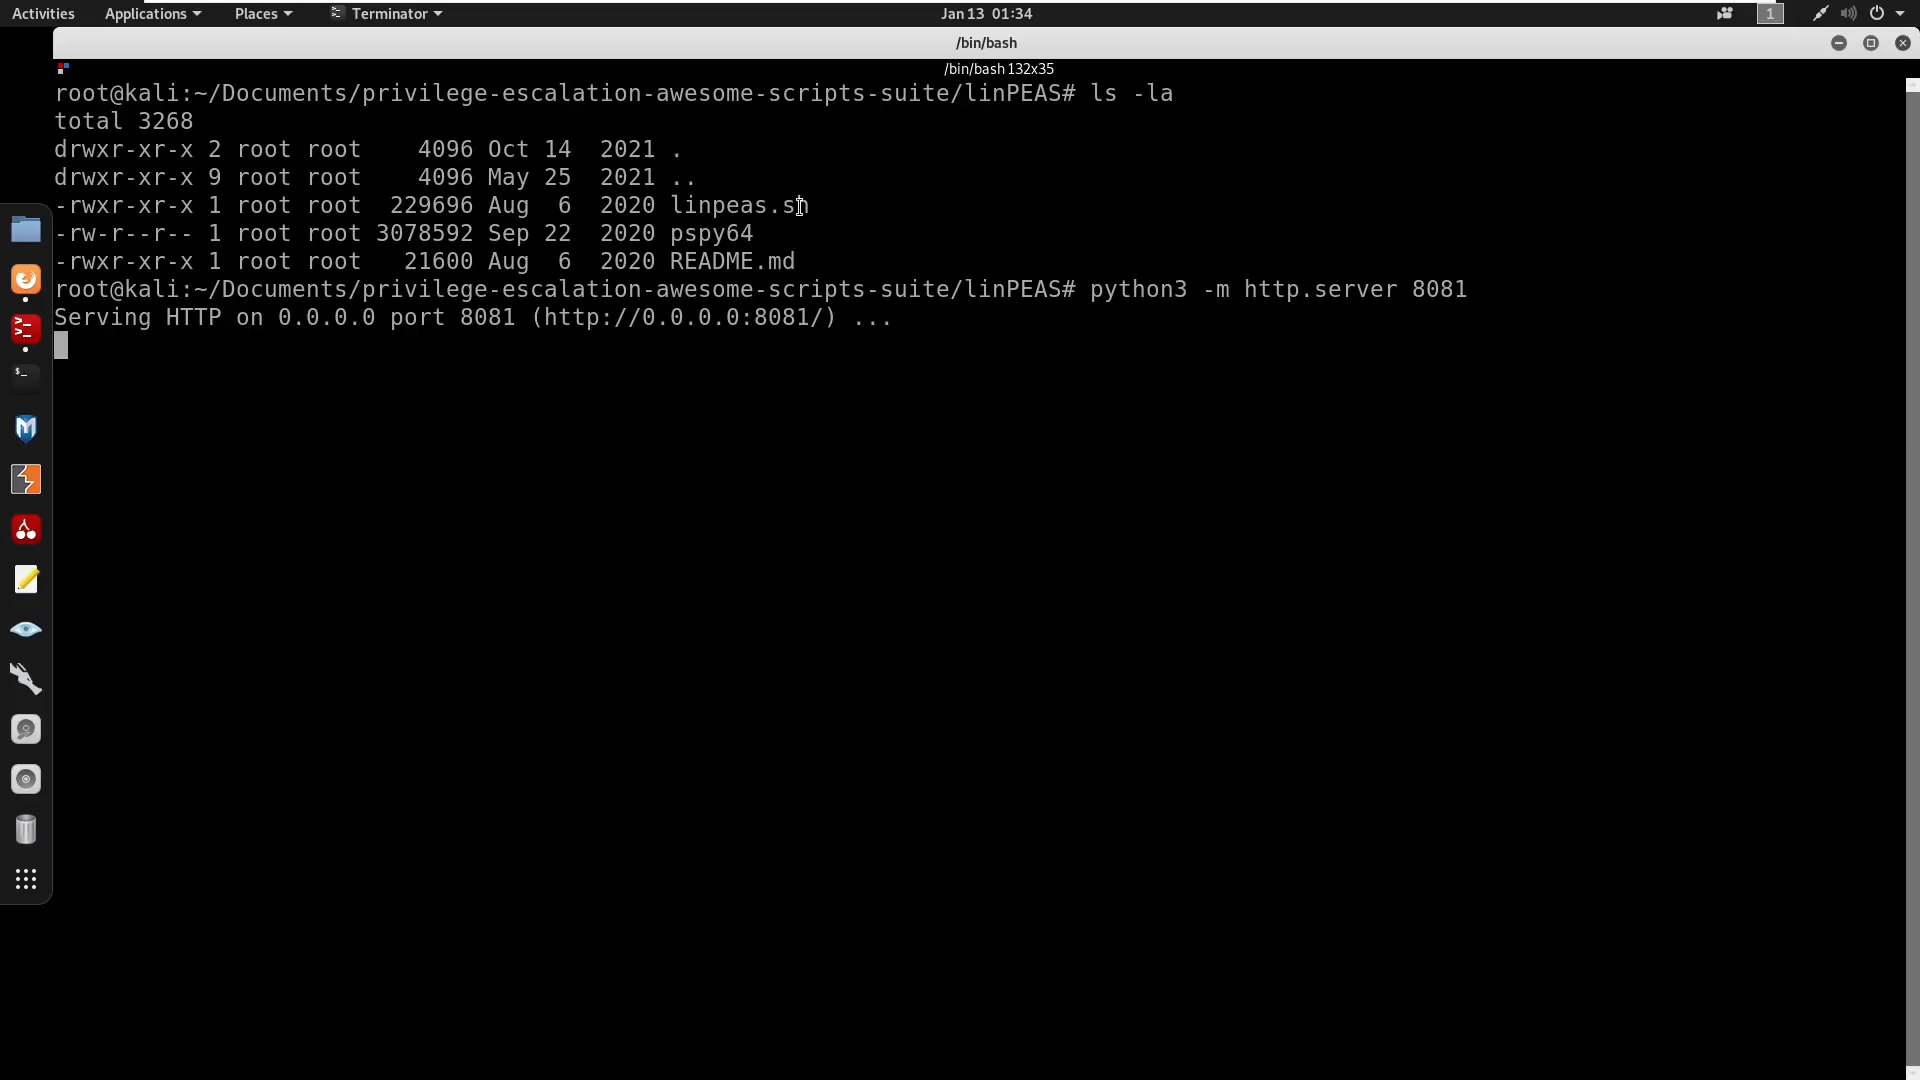 Activities Applications Places Terminator Jan 13 01:34 1
/bin/bash
/bin/bash 132x35
root@kali:~/Documents/privilege-escalation-awesome-scripts-suite/linPEAS# ls -la
total 3268
drwxr-xr-x 2 root root    4096 Oct 14  2021 .
drwxr-xr-x 9 root root    4096 May 25  2021 ..
-rwxr-xr-x 1 root root  229696 Aug  6  2020 linpeas.sh
-rw-r--r-- 1 root root 3078592 Sep 22  2020 pspy64
-rwxr-xr-x 1 root root   21600 Aug  6  2020 README.md
root@kali:~/Documents/privilege-escalation-awesome-scripts-suite/linPEAS# python3 -m http.server 8081
Serving HTTP on 0.0.0.0 port 8081 (http://0.0.0.0:8081/) ...